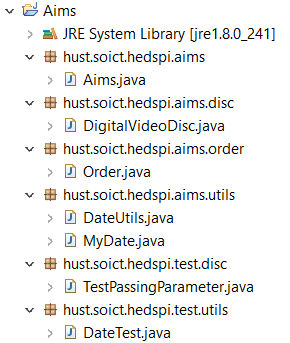 Aims
JRE System Library [jre1.8.0_241]
hust.soict.hedspi.aims
Aims.java
hust.soict.hedspi.aims.disc
DigitalVideoDisc.java
hust.soict.hedspi.aims.order
Order.java
hust.soict.hedspi.aims.utils
DateUtils.java
MyDate.java
hust.soict.hedspi.test.disc
TestPassingParameter.java
hust.soict.hedspi.test.utils
DateTest.java